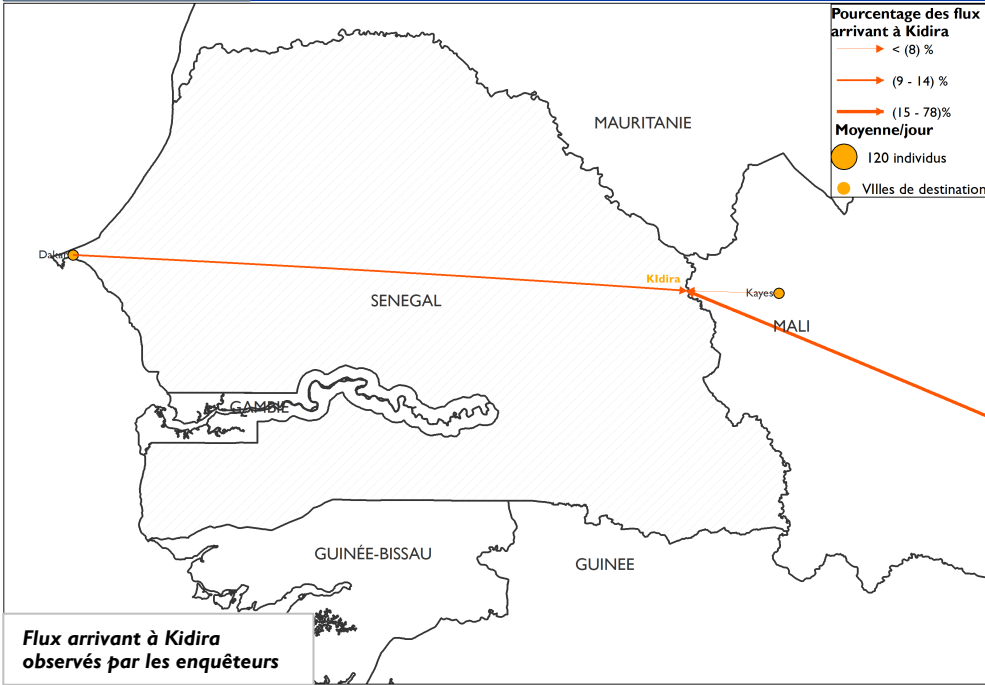 Pourcentage des flux
arrivant à Kidira
< (8) %
(9 - 14) %
(15 - 78)%
Moyenne/jour
120 individus
VIlles de destination
MAURITANIE
Dakar
KIdira
Kayes
SENEGAL
MALI
GAMBIE
GUINÉE-BISSAU
GUINEE
Flux arrivant à Kidira
observés par les enquêteurs